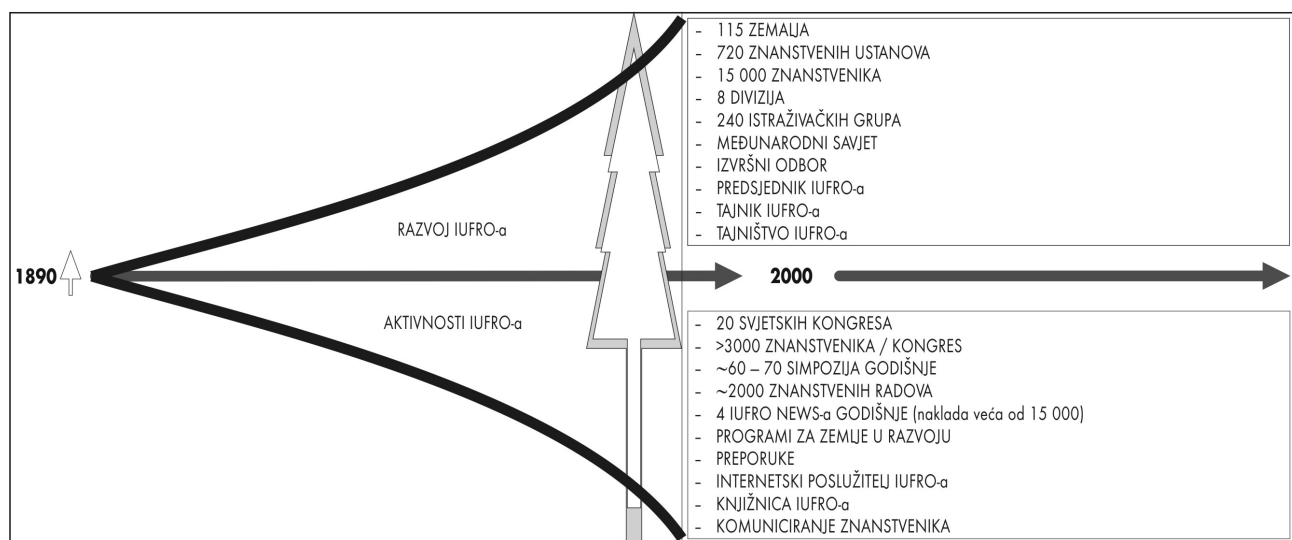 - 115 ZEMALJA
- 720 ZNANSTVENIH USTANOVA
- 15 000 ZNANSTVENIKA
- 8 DIVIZIJA
- 240 ISTRAŽIVAČKIH GRUPA
- MEĐUNARODNI SAVJET
- IZVRŠNI ODBOR
- PREDSJEDNIK IUFRO-a
- TAJNIK IUFRO-a
- TAJNIŠTVO IUFRO-a
RAZVOJ IUFRO-a
1890
2000
AKTIVNOSTI IUFRO-a
- 20 SVJETSKIH KONGRESA
- >3000 ZNANSTVENIKA / KONGRES
- ~60 – 70 SIMPOZIJA GODIŠNJE
- ~2000 ZNANSTVENIH RADOVA
- 4 IUFRO NEWS-a GODIŠNJE (naklada veća od 15 000)
- PROGRAMI ZA ZEMLJE U RAZVOJU
- PREPORUKE
- INTERNETSKI POSLUŽITELJ IUFRO-a
- KNJIŽNICA IUFRO-a
- KOMUNICIRANJE ZNANSTVENIKA